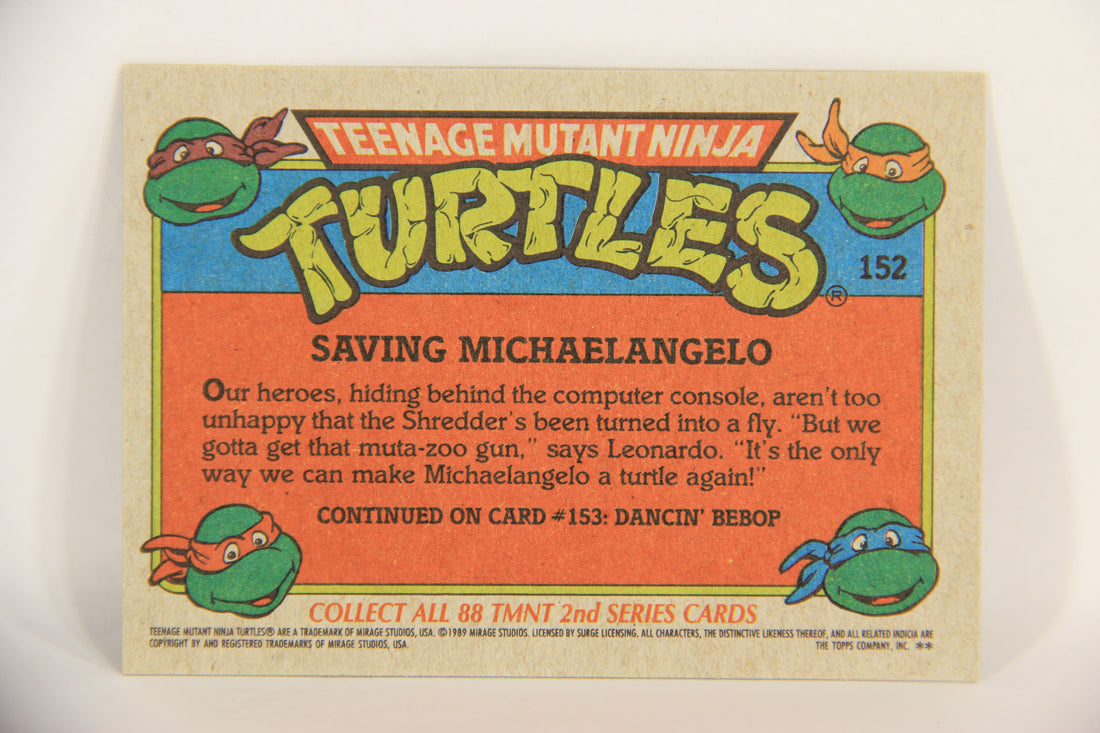 TEENAGE MUTANT NINJA
TURTLES®
152
SAVING MICHAELANGELO
Our heroes, hiding behind the computer console, aren't too
unhappy that the Shredder's been turned into a fly. "But we
gotta get that muta-zoo gun," says Leonardo. "It's the only
way we can make Michaelangelo a turtle again!"
CONTINUED ON CARD #153: DANCIN' BEBOP
COLLECT ALL 88 TMNT 2nd SERIES CARDS
TEENAGE MUTANT NINJA TURTLES® ARE A TRADEMARK OF MIRAGE STUDIOS, USA. ©1989 MIRAGE STUDIOS. LICENSED BY SURGE LICENSING. ALL CHARACTERS, THE DISTINCTIVE LIKENESS THEREOF, AND ALL RELATED INDICIA ARE
COPYRIGHT BY AND REGISTERED TRADEMARKS OF MIRAGE STUDIOS, USA. THE TOPPS COMPANY, INC. **